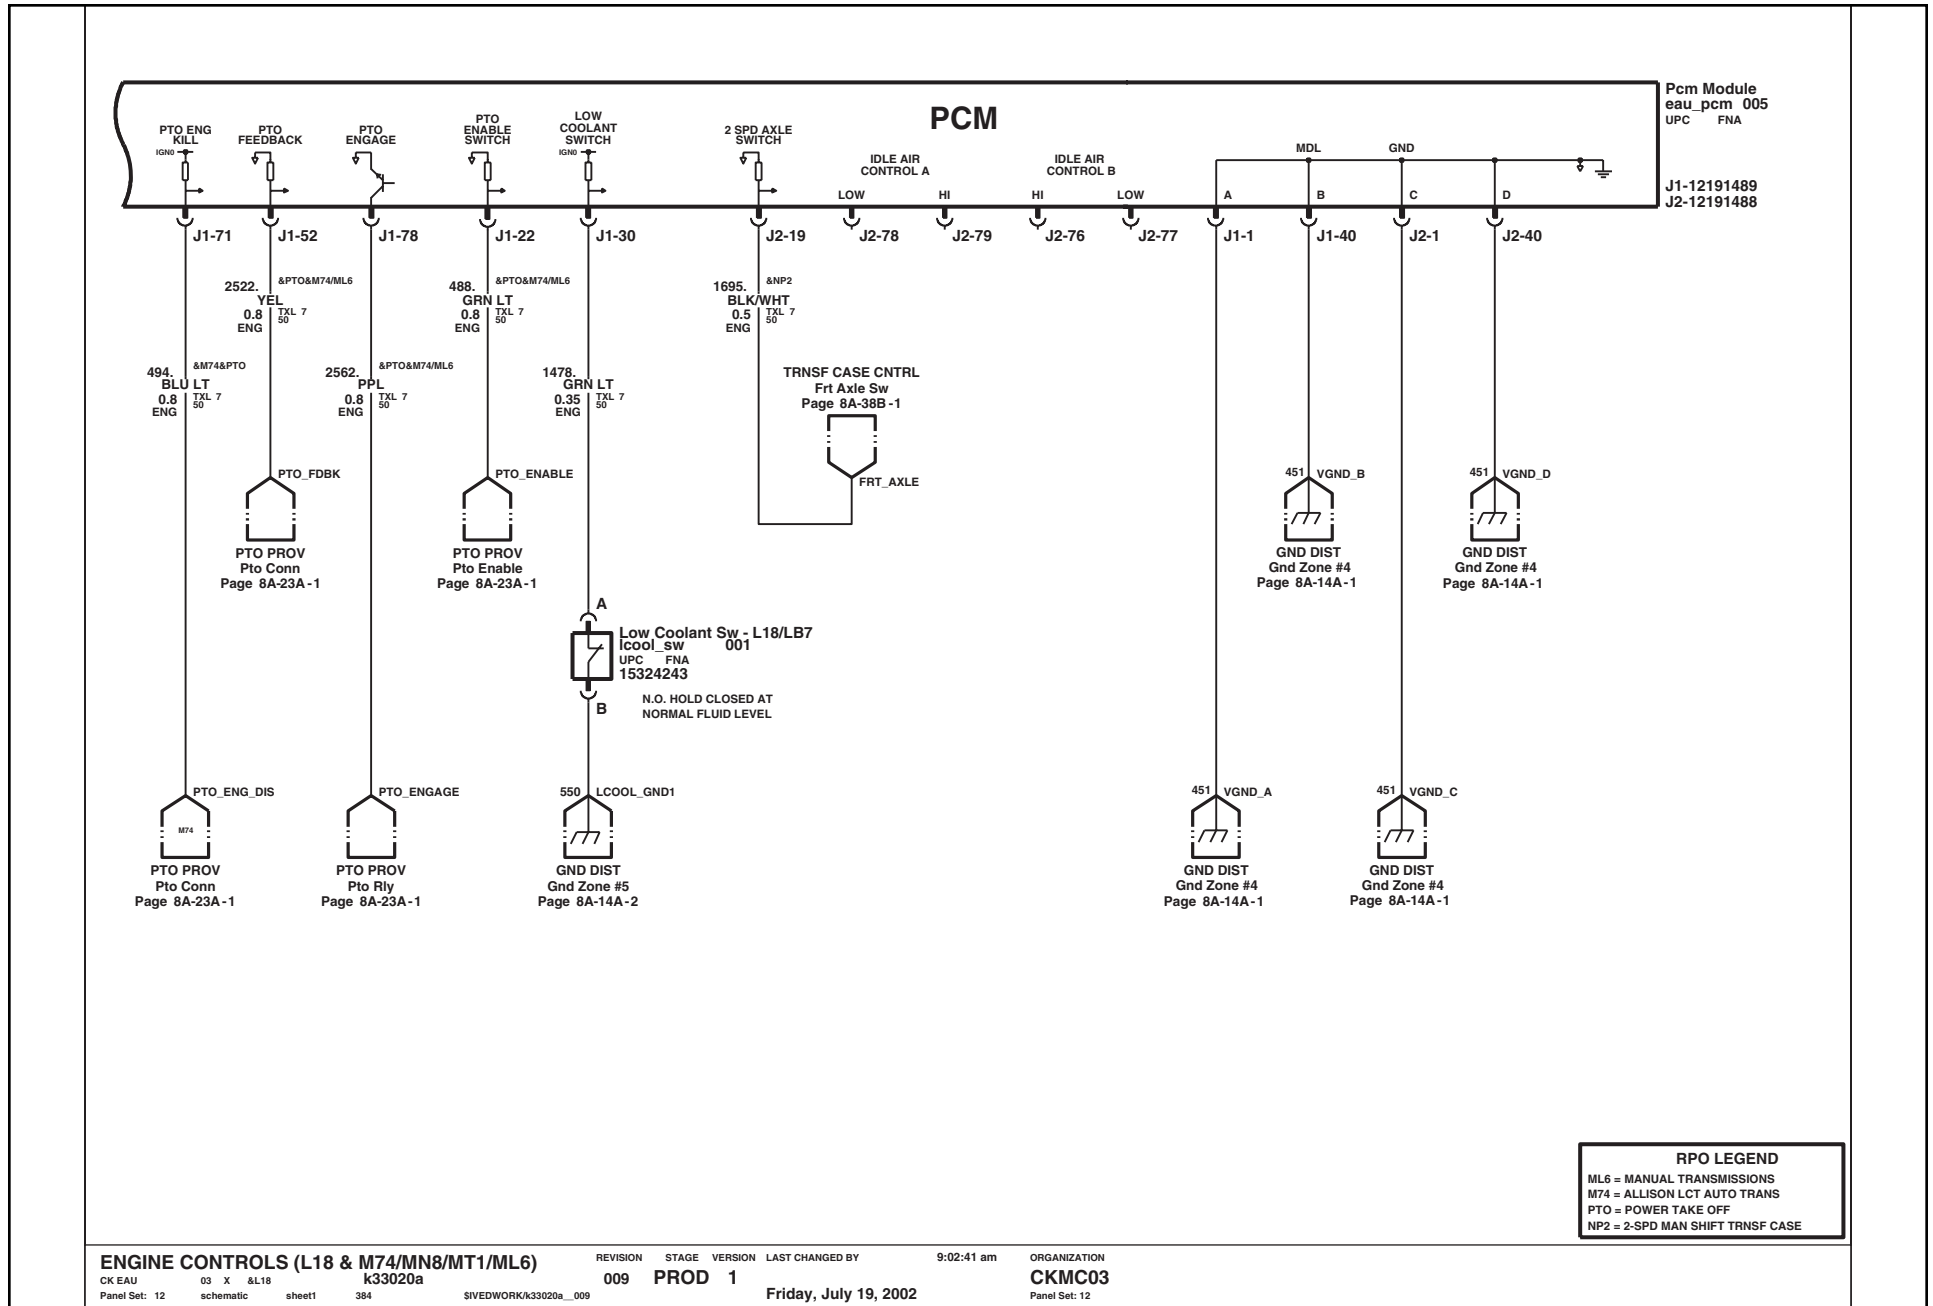 PCM
Pcm Module
eau_pcm 005
UPC FNA
J1-12191489
J2-12191488
PTO ENG
KILL
IGN0
PTO
FEEDBACK
PTO
ENGAGE
PTO
ENABLE
SWITCH
LOW
COOLANT
SWITCH
IGN0
2 SPD AXLE
SWITCH
IDLE AIR
CONTROL A
LOW HI
IDLE AIR
CONTROL B
HI LOW
MDL GND
A B C D
J1-71 J1-52 J1-78 J1-22 J1-30 J2-19 J2-78 J2-79 J2-76 J2-77 J1-1 J1-40 J2-1 J2-40
2522. &PTO&M74/ML6
YEL
0.8 TXL 7
ENG 50
488. &PTO&M74/ML6
GRN LT
0.8 TXL 7
ENG 50
1695. &NP2
BLK/WHT
0.5 TXL 7
ENG 50
494. &M74&PTO
BLU LT
0.8 TXL 7
ENG 50
2562. &PTO&M74/ML6
PPL
0.8 TXL 7
ENG 50
1478.
GRN LT
0.35 TXL 7
ENG 50
TRNSF CASE CNTRL
Frt Axle Sw
Page 8A-38B-1
FRT_AXLE
PTO_FDBK
PTO PROV
Pto Conn
Page 8A-23A-1
PTO_ENABLE
PTO PROV
Pto Enable
Page 8A-23A-1
451 VGND_B
GND DIST
Gnd Zone #4
Page 8A-14A-1
451 VGND_D
GND DIST
Gnd Zone #4
Page 8A-14A-1
A
Low Coolant Sw - L18/LB7
lcool_sw 001
UPC FNA
15324243
N.O. HOLD CLOSED AT
NORMAL FLUID LEVEL
B
PTO_ENG_DIS
M74
PTO PROV
Pto Conn
Page 8A-23A-1
PTO_ENGAGE
PTO PROV
Pto Rly
Page 8A-23A-1
550 LCOOL_GND1
GND DIST
Gnd Zone #5
Page 8A-14A-2
451 VGND_A
GND DIST
Gnd Zone #4
Page 8A-14A-1
451 VGND_C
GND DIST
Gnd Zone #4
Page 8A-14A-1
RPO LEGEND
ML6 = MANUAL TRANSMISSIONS
M74 = ALLISON LCT AUTO TRANS
PTO = POWER TAKE OFF
NP2 = 2-SPD MAN SHIFT TRNSF CASE
ENGINE CONTROLS (L18 & M74/MN8/MT1/ML6)
CK EAU 03 X &L18 k33020a
Panel Set: 12 schematic sheet1 384 $IVEDWORK/k33020a__009
REVISION STAGE VERSION LAST CHANGED BY 9:02:41 am
009 PROD 1
Friday, July 19, 2002
ORGANIZATION
CKMC03
Panel Set: 12